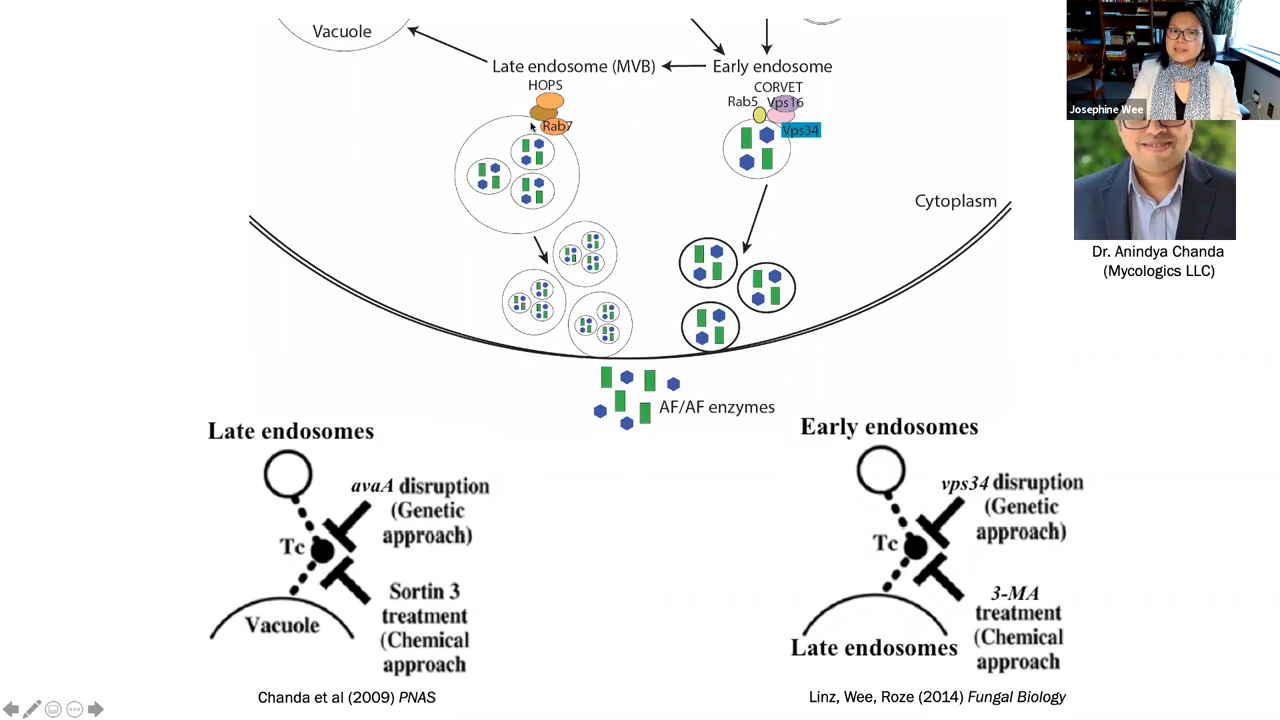 Vacuole
Late endosome (MVB)
Early endosome
HOPS
Rab7
CORVET
Rab5
Vps16
Vps34
Cytoplasm
AF/AF enzymes
Josephine Wee
Dr. Anindya Chanda
(Mycologics LLC)
Late endosomes
avaA disruption
(Genetic
approach)
Tc
Sortin 3
treatment
(Chemical
approach
Vacuole
Chanda et al (2009) PNAS
Early endosomes
vps34 disruption
(Genetic
approach)
Tc
3-MA
treatment
(Chemical
approach
Late endosomes
Linz, Wee, Roze (2014) Fungal Biology